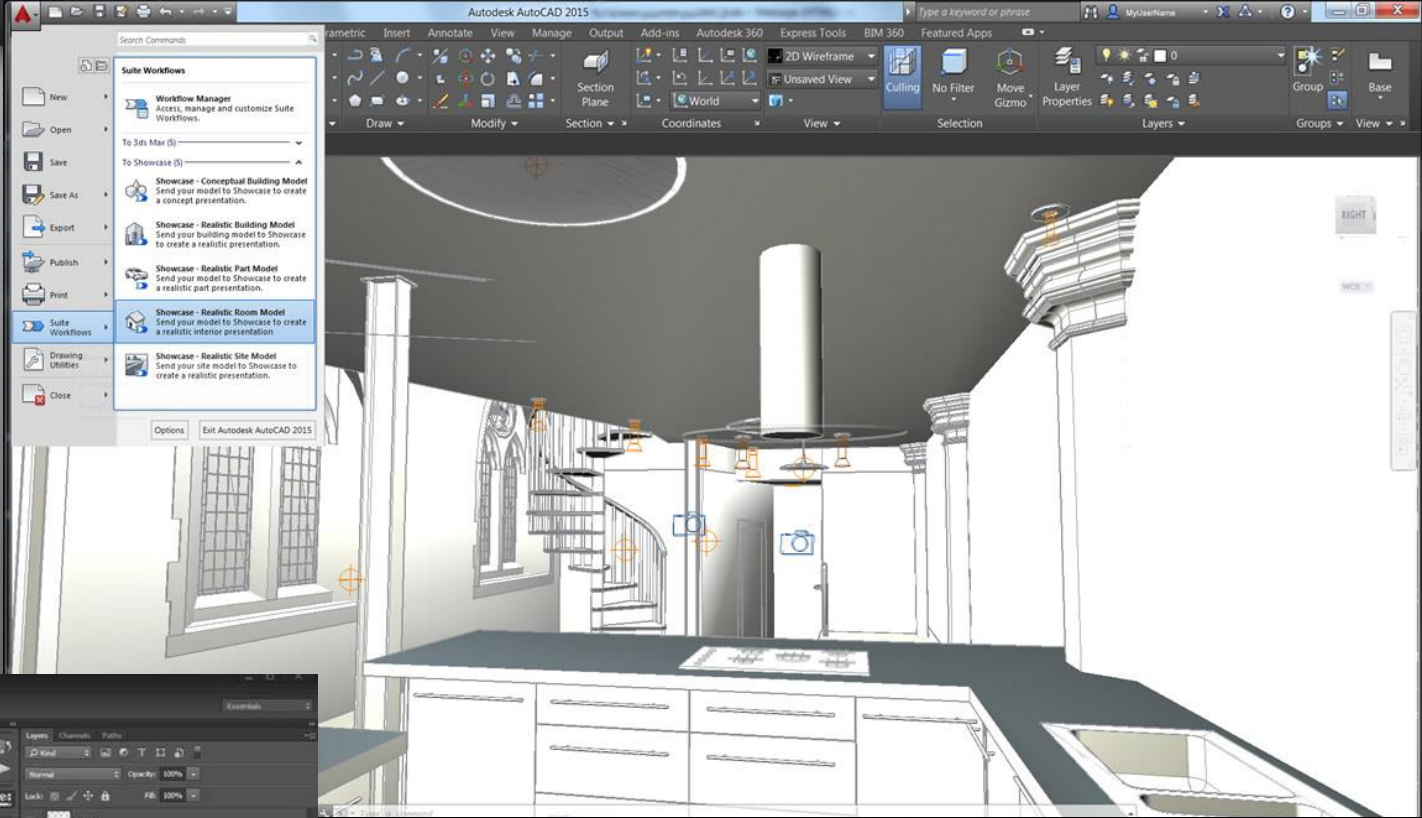 Autodesk AutoCAD 2015
Type a keyword or phrase
MyUserName
Search Commands
rametric Insert Annotate View Manage Output Add-ins Autodesk 360 Express Tools BIM 360 Featured Apps
Suite Workflows
Workflow Manager
Access, manage and customize Suite
Workflows.
To 3ds Max (5)
To Showcase (5)
Showcase - Conceptual Building Model
Send your model to Showcase to create
a concept presentation.
Showcase - Realistic Building Model
Send your building model to Showcase
to create a realistic presentation.
Showcase - Realistic Part Model
Send your model to Showcase to create
a realistic part presentation.
Showcase - Realistic Room Model
Send your model to Showcase to create
a realistic interior presentation
Showcase - Realistic Site Model
Send your site model to Showcase to
create a realistic presentation.
New
Open
Save
Save As
Export
Publish
Print
Suite
Workflows
Drawing
Utilities
Close
Options
Exit Autodesk AutoCAD 2015
Section
Plane
World
2D Wireframe
Unsaved View
Culling
No Filter
Move
Gizmo
Layer
Properties
0
Group
Base
Draw
Modify
Section
Coordinates
View
Selection
Layers
Groups
View
RIGHT
WCS
Essentials
Layers Channels Paths
Kind
Normal
Opacity: 100%
Lock:
Fill: 100%
Type a command